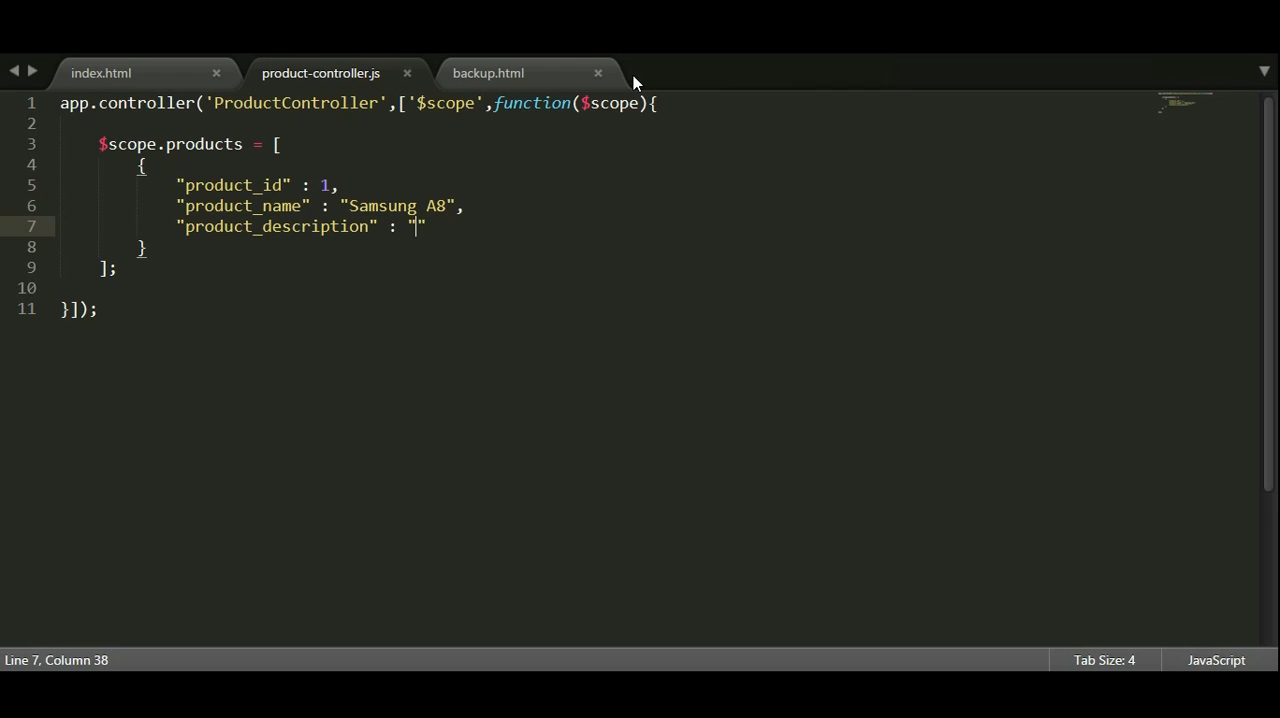 index.html × product-controller.js × backup.html ×
1 app.controller('ProductController',['$scope',function($scope){
2
3 $scope.products = [
4 {
5 "product_id" : 1,
6 "product_name" : "Samsung A8",
7 "product_description" : ""
8 }
9 ];
10
11 }]);
Line 7, Column 38 Tab Size: 4 JavaScript